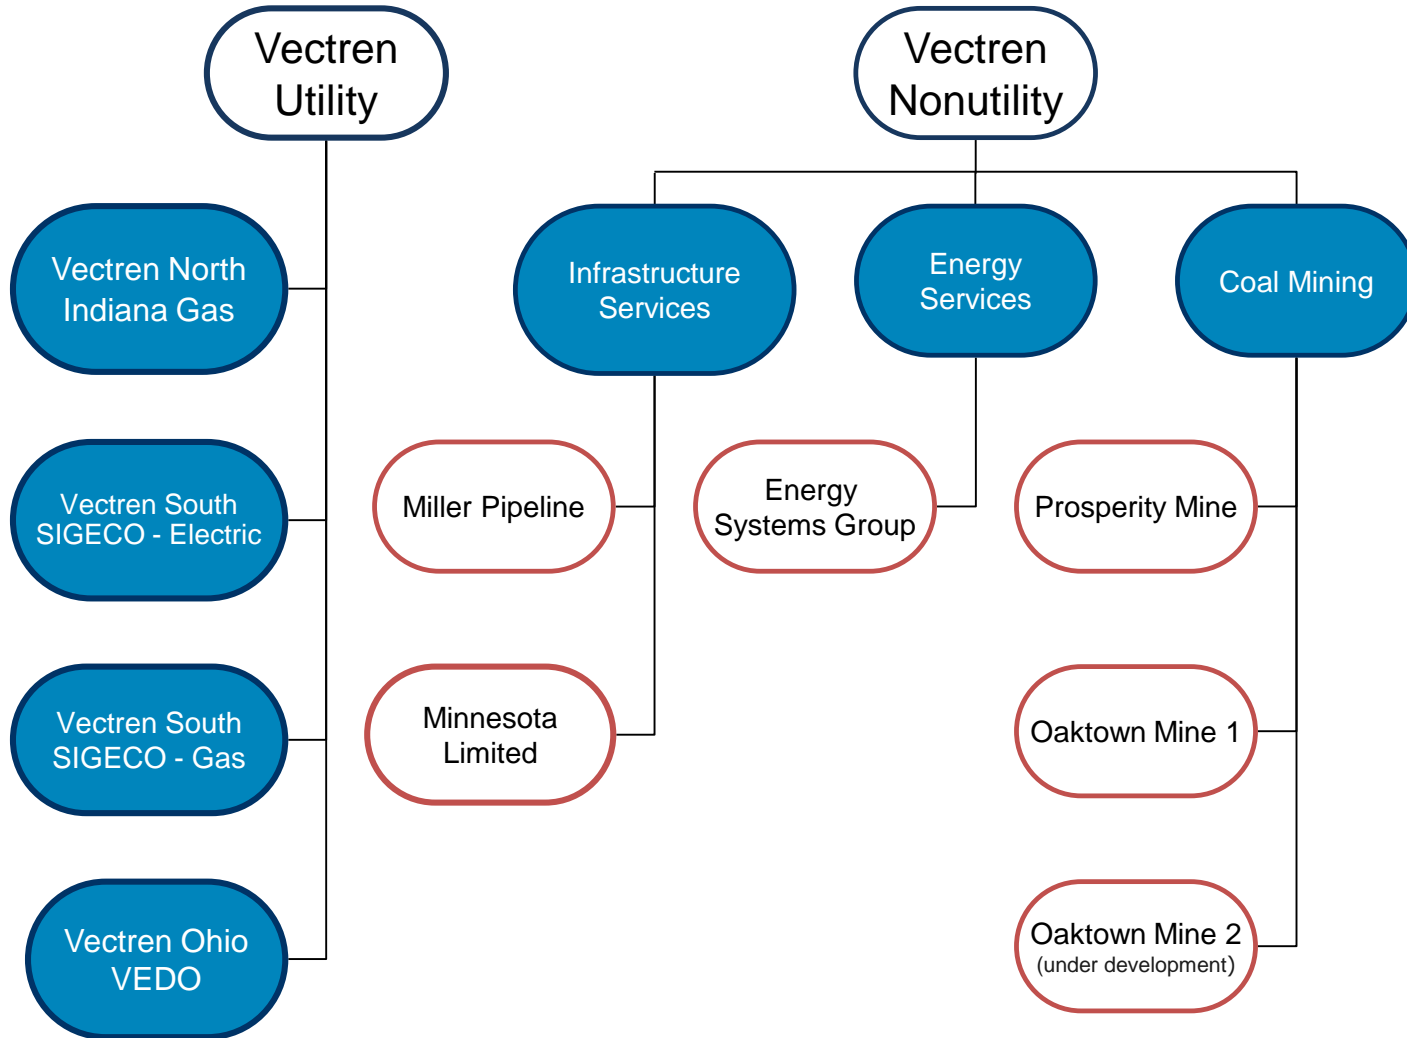 Vectren
Utility
Vectren North
Indiana Gas
Vectren South
SIGECO - Electric
Vectren South
SIGECO - Gas
Vectren Ohio
VEDO
Vectren
Nonutility
Infrastructure
Services
Miller Pipeline
Minnesota
Limited
Energy
Services
Energy
Systems Group
Coal Mining
Prosperity Mine
Oaktown Mine 1
Oaktown Mine 2
(under development)